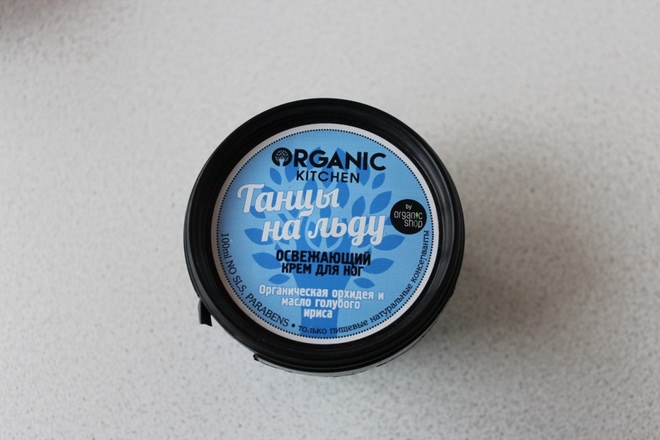 ORGANIC
KITCHEN
Танцы
на льду
by
organic
shop
ОСВЕЖАЮЩИЙ
КРЕМ ДЛЯ НОГ
Органическая орхидея и
масло голубого
ириса
100ml NO SLS, PARABENS • только пищевые натуральные консерванты